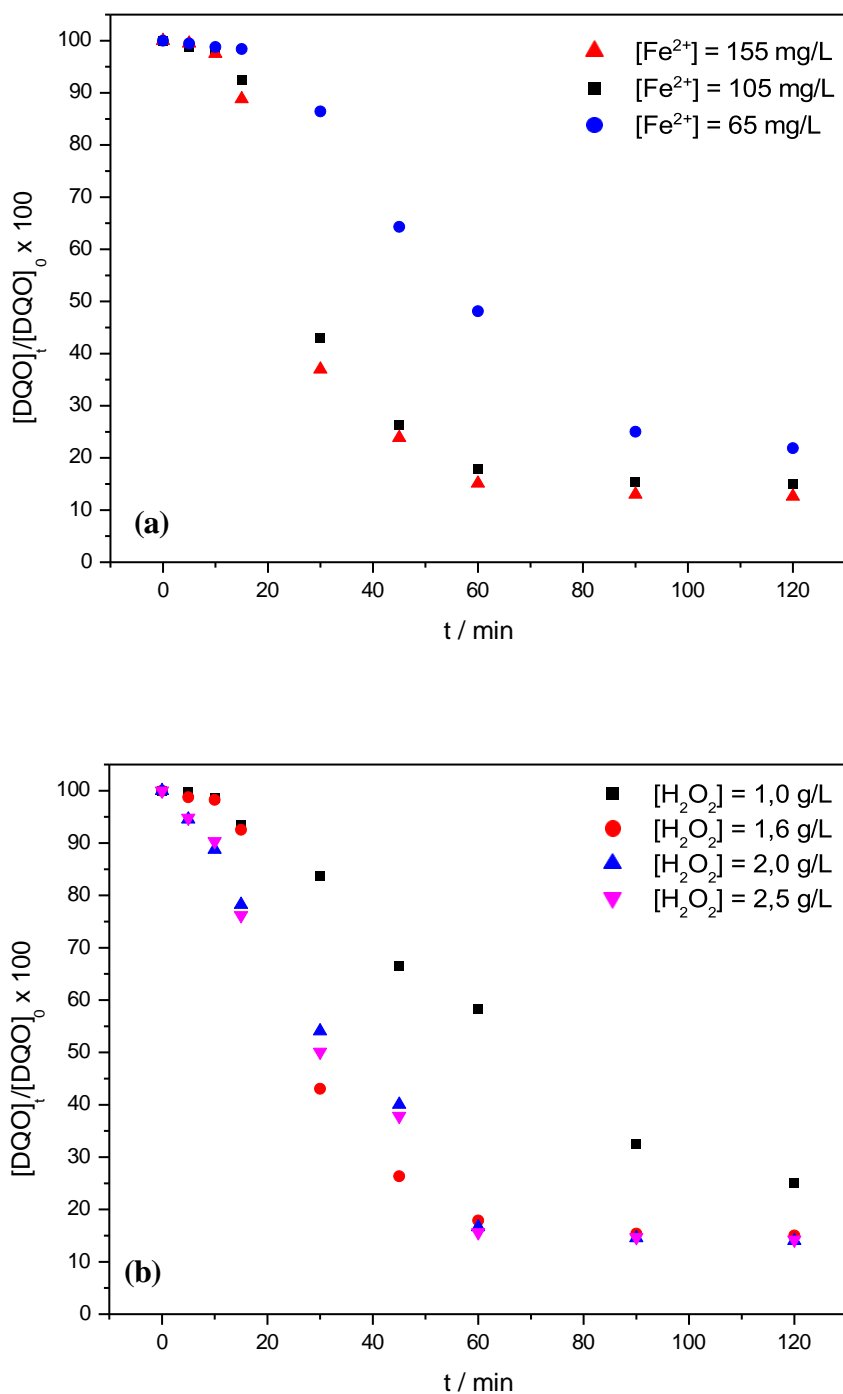 [Fe²⁺] = 155 mg/L
[Fe²⁺] = 105 mg/L
[Fe²⁺] = 65 mg/L
[DQO]ₜ/[DQO]₀ x 100
100
90
80
70
60
50
40
30
20
10
0
(a)
0 20 40 60 80 100 120
t / min
[H₂O₂] = 1,0 g/L
[H₂O₂] = 1,6 g/L
[H₂O₂] = 2,0 g/L
[H₂O₂] = 2,5 g/L
[DQO]ₜ/[DQO]₀ x 100
100
90
80
70
60
50
40
30
20
10
0
(b)
0 20 40 60 80 100 120
t / min